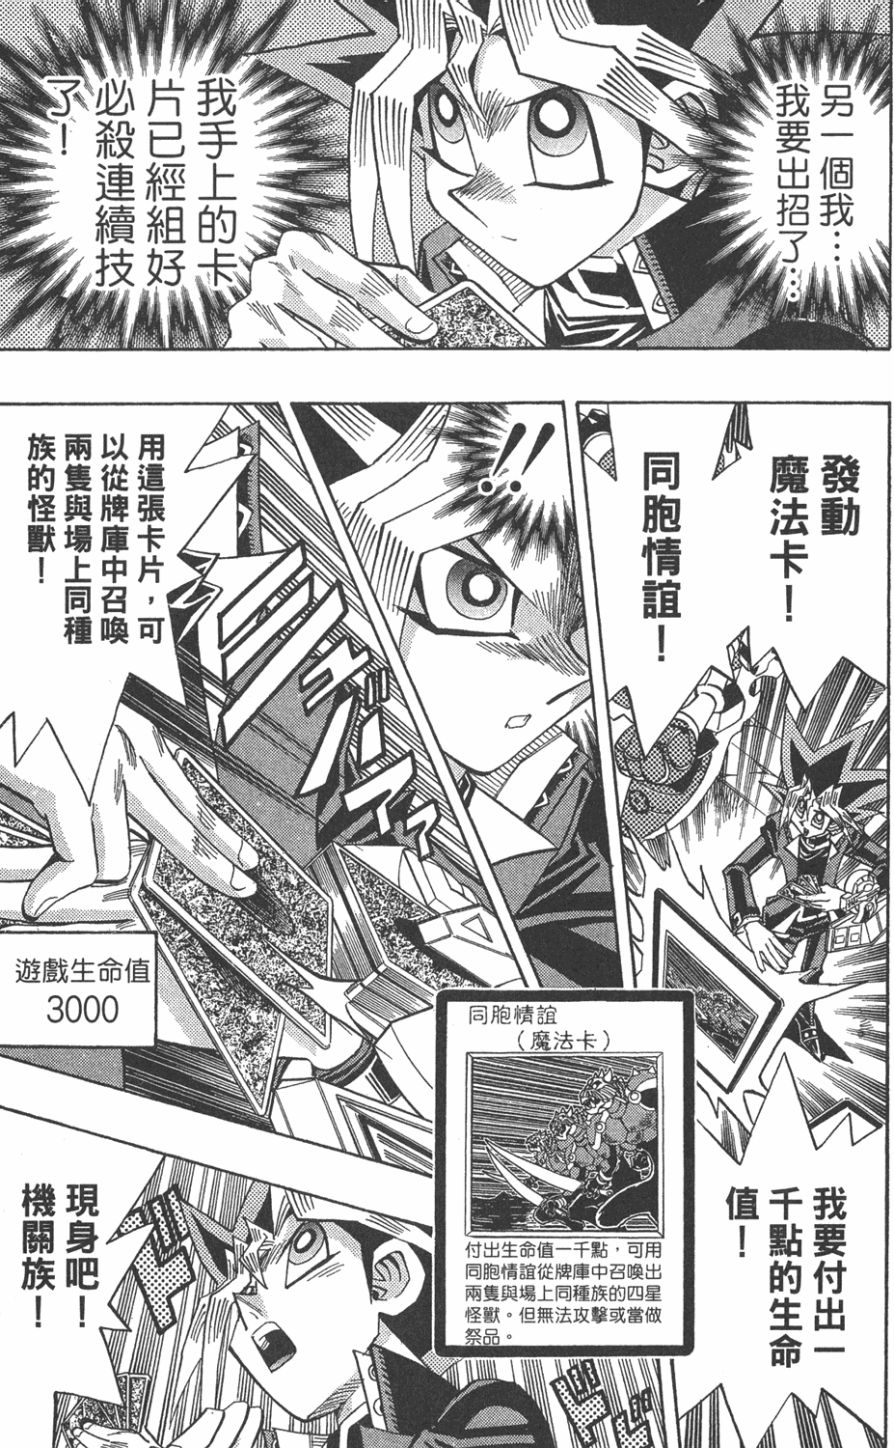 另一個我…
我要出招了…
我手上的卡
片已經組好
必殺連續技
了！
發動
魔法卡！
同胞情誼！
!!
用這張卡片，可
以從牌庫中召喚
兩隻與場上同種
族的怪獸！
遊戲生命值
3000
同胞情誼
（魔法卡）
付出生命值一千點，可用
同胞情誼從牌庫中召喚出
兩隻與場上同種族的四星
怪獸。但無法攻擊或當做
祭品。
我要付出一
千點的生命
值！
現身吧！
機關族！
ドド
ドドド